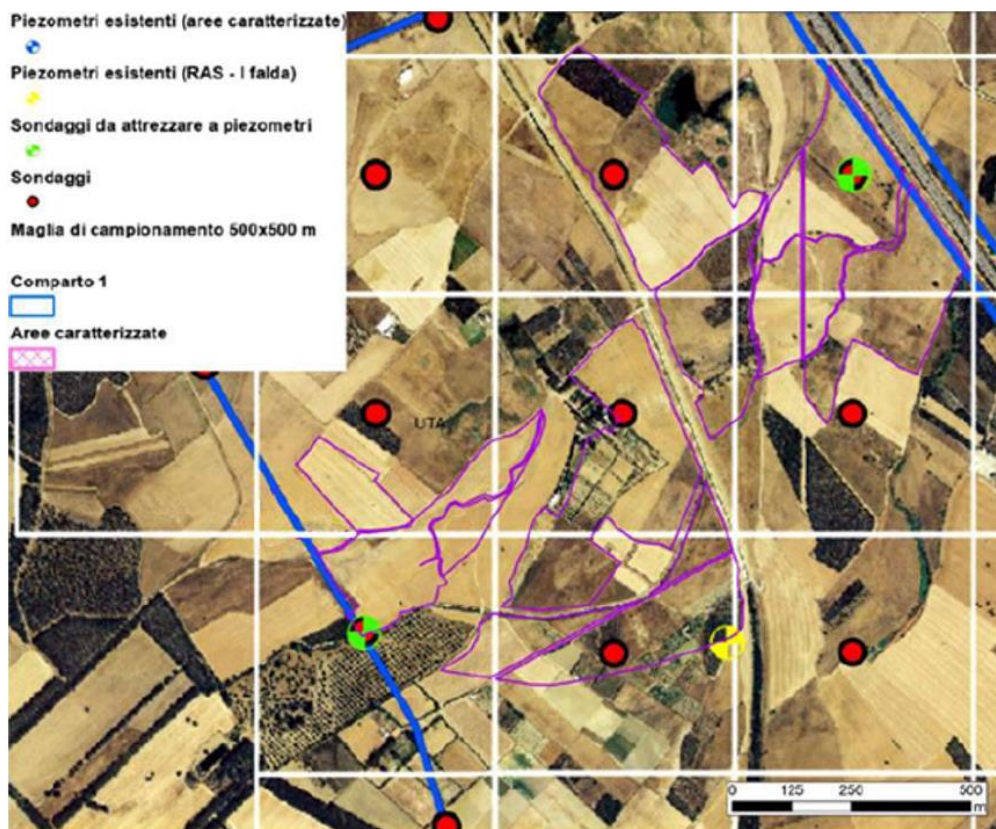 Piezometri esistenti (aree caratterizzate)
Piezometri esistenti (RAS - I falda)
Sondaggi da attrezzare a piezometri
Sondaggi
Maglia di campionamento 500x500 m
Comparto 1
Aree caratterizzate
UTA
0 125 250 500
m